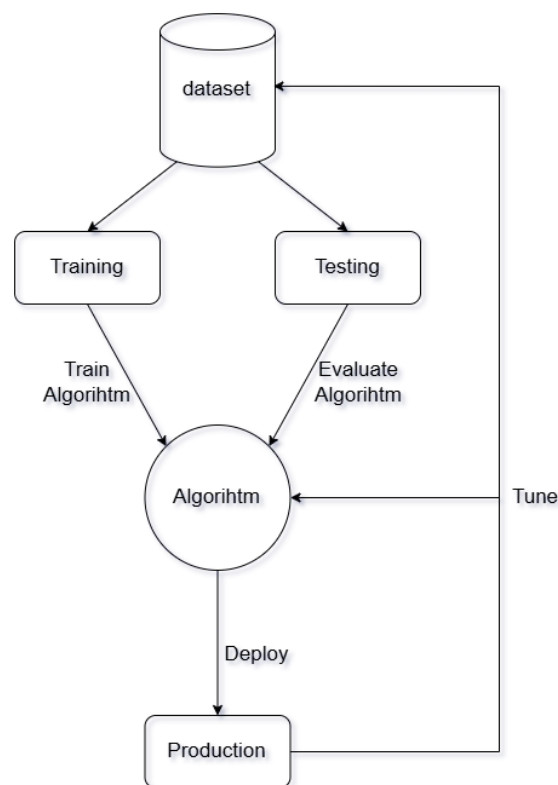 dataset
Training
Testing
Train
Algorihtm
Evaluate
Algorihtm
Algorihtm
Tune
Deploy
Production